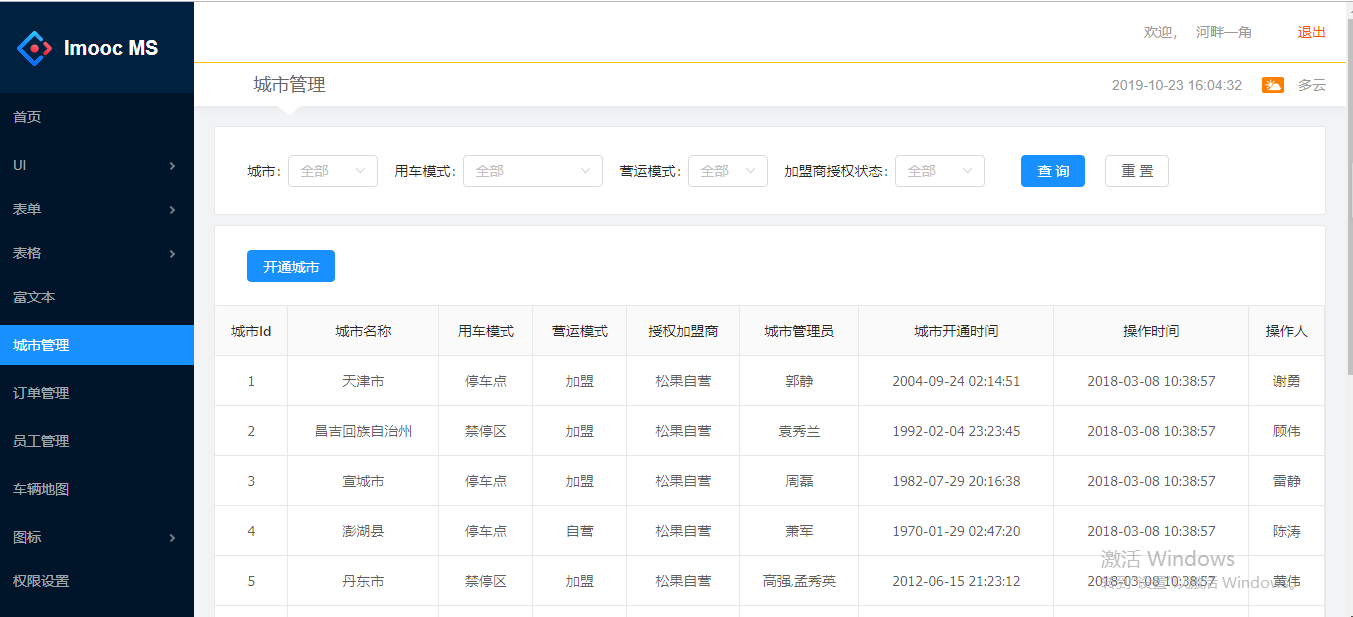 Imooc MS
首页
UI
表单
表格
富文本
城市管理
订单管理
员工管理
车辆地图
图标
权限设置
欢迎, 河畔一角 退出
城市管理 2019-10-23 16:04:32 多云
城市: 全部 用车模式: 全部 营运模式: 全部 加盟商授权状态: 全部 查 询 重 置
开通城市
城市Id 城市名称 用车模式 营运模式 授权加盟商 城市管理员 城市开通时间 操作时间 操作人
1 天津市 停车点 加盟 松果自营 郭静 2004-09-24 02:14:51 2018-03-08 10:38:57 谢勇
2 昌吉回族自治州 禁停区 加盟 松果自营 袁秀兰 1992-02-04 23:23:45 2018-03-08 10:38:57 顾伟
3 宣城市 停车点 加盟 松果自营 周磊 1982-07-29 20:16:38 2018-03-08 10:38:57 雷静
4 澎湖县 停车点 自营 松果自营 萧军 1970-01-29 02:47:20 2018-03-08 10:38:57 陈涛
5 丹东市 禁停区 加盟 松果自营 高强,孟秀英 2012-06-15 21:23:12 2018-03-08 10:38:57 黄伟
激活 Windows
转到"设置"以激活 Windows。